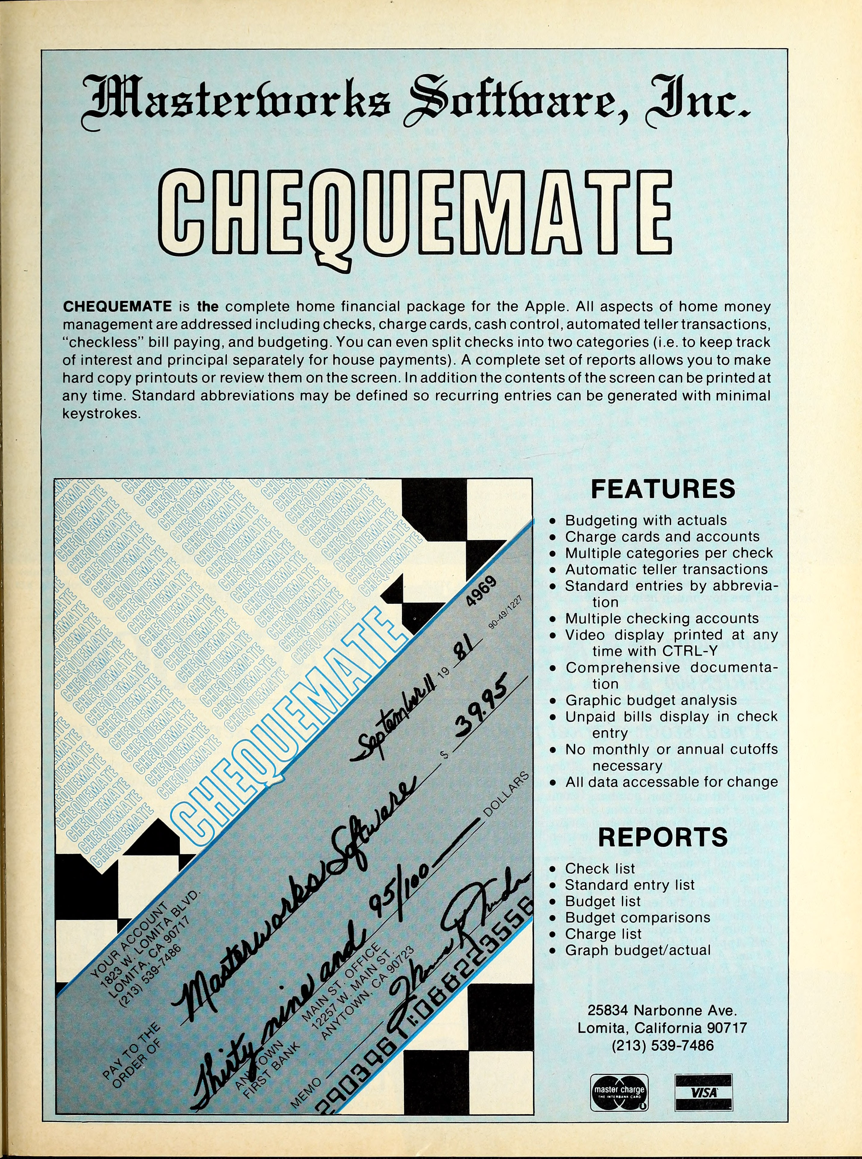 Masterworks Software, Inc.
CHEQUEMATE
CHEQUEMATE is the complete home financial package for the Apple. All aspects of home money
management are addressed including checks, charge cards, cash control, automated teller transactions,
"checkless" bill paying, and budgeting. You can even split checks into two categories (i.e. to keep track
of interest and principal separately for house payments). A complete set of reports allows you to make
hard copy printouts or review them on the screen. In addition the contents of the screen can be printed at
any time. Standard abbreviations may be defined so recurring entries can be generated with minimal
keystrokes.
CHEQUEMATE
4969
90-49/1227
September 11 19 81
$ 39.95
YOUR ACCOUNT
1823 W. LOMITA BLVD.
LOMITA, CA 90717
(213) 539-7486
PAY TO THE
ORDER OF
Masterworks Software
Thirty nine and 95/100
DOLLARS
ANYTOWN
FIRST BANK
MAIN ST. OFFICE
12257 W. MAIN ST.
ANYTOWN, CA 90723
MEMO
FEATURES
• Budgeting with actuals
• Charge cards and accounts
• Multiple categories per check
• Automatic teller transactions
• Standard entries by abbrevia-
tion
• Multiple checking accounts
• Video display printed at any
time with CTRL-Y
• Comprehensive documenta-
tion
• Graphic budget analysis
• Unpaid bills display in check
entry
• No monthly or annual cutoffs
necessary
• All data accessable for change
REPORTS
• Check list
• Standard entry list
• Budget list
• Budget comparisons
• Charge list
• Graph budget/actual
25834 Narbonne Ave.
Lomita, California 90717
(213) 539-7486
master charge
THE INTERBANK CARD
VISA